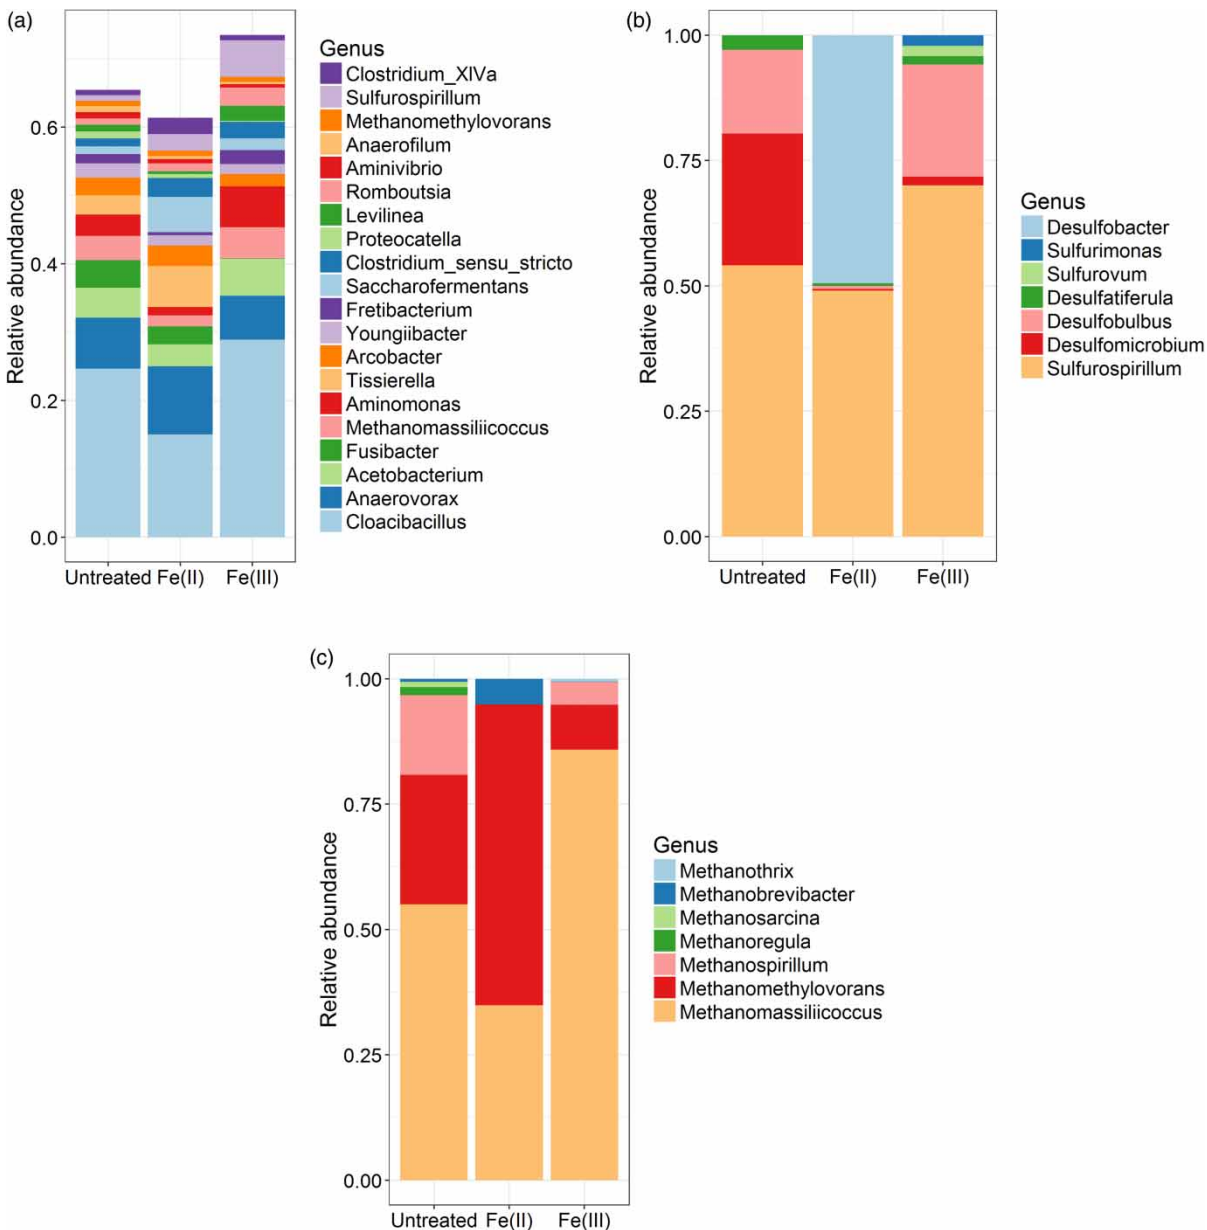 (a)
Relative abundance
0.6
0.4
0.2
0.0
Untreated Fe(II) Fe(III)
Genus
Clostridium_XIVa
Sulfurospirillum
Methanomethylovorans
Anaerofilum
Aminivibrio
Romboutsia
Levilinea
Proteocatella
Clostridium_sensu_stricto
Saccharofermentans
Fretibacterium
Youngiibacter
Arcobacter
Tissierella
Aminomonas
Methanomassiliicoccus
Fusibacter
Acetobacterium
Anaerovorax
Cloacibacillus
(b)
Relative abundance
1.00
0.75
0.50
0.25
0.00
Untreated Fe(II) Fe(III)
Genus
Desulfobacter
Sulfurimonas
Sulfurovum
Desulfatiferula
Desulfobulbus
Desulfomicrobium
Sulfurospirillum
(c)
Relative abundance
1.00
0.75
0.50
0.25
0.00
Untreated Fe(II) Fe(III)
Genus
Methanothrix
Methanobrevibacter
Methanosarcina
Methanoregula
Methanospirillum
Methanomethylovorans
Methanomassiliicoccus